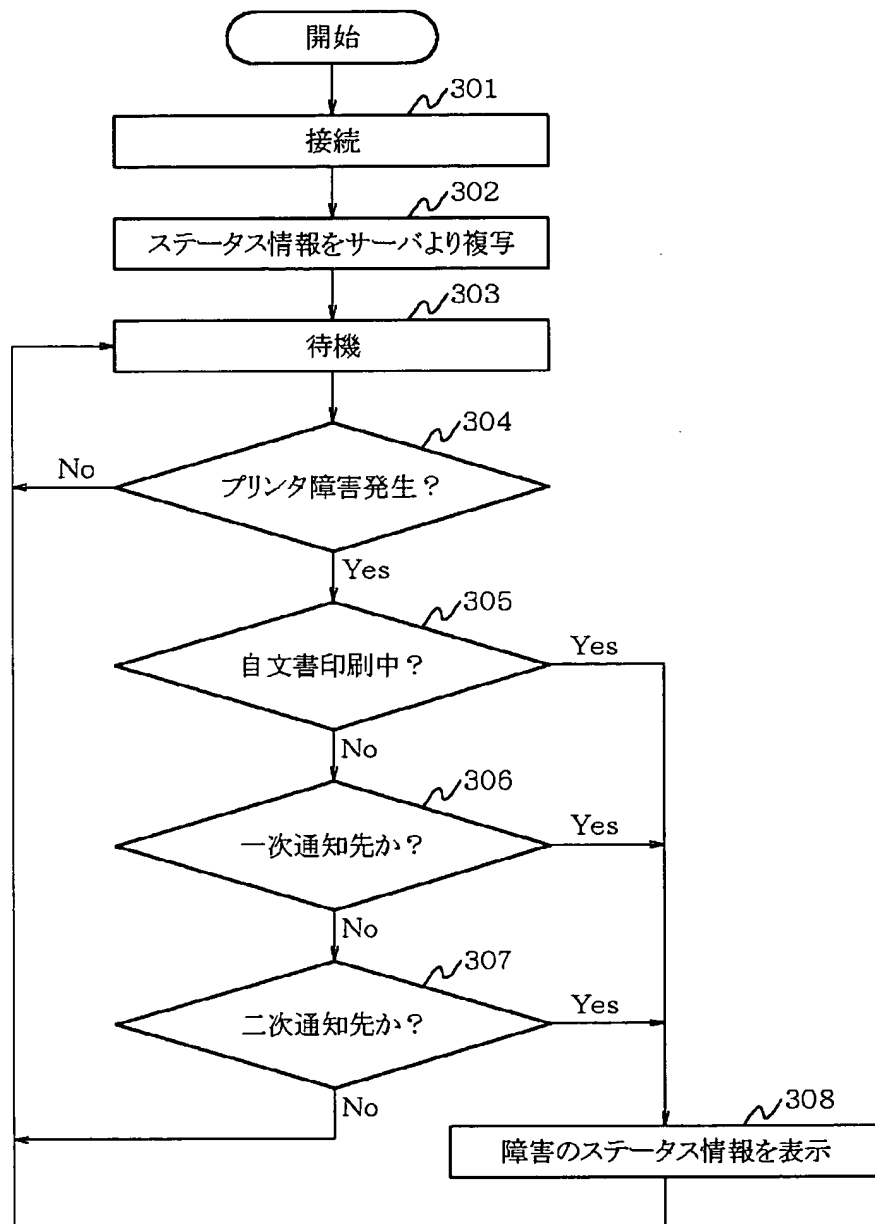 開始
301
接続
302
ステータス情報をサーバより複写
303
待機
304
No
プリンタ障害発生？
Yes
305
自文書印刷中？
Yes
No
306
一次通知先か？
Yes
No
307
二次通知先か？
Yes
No
308
障害のステータス情報を表示